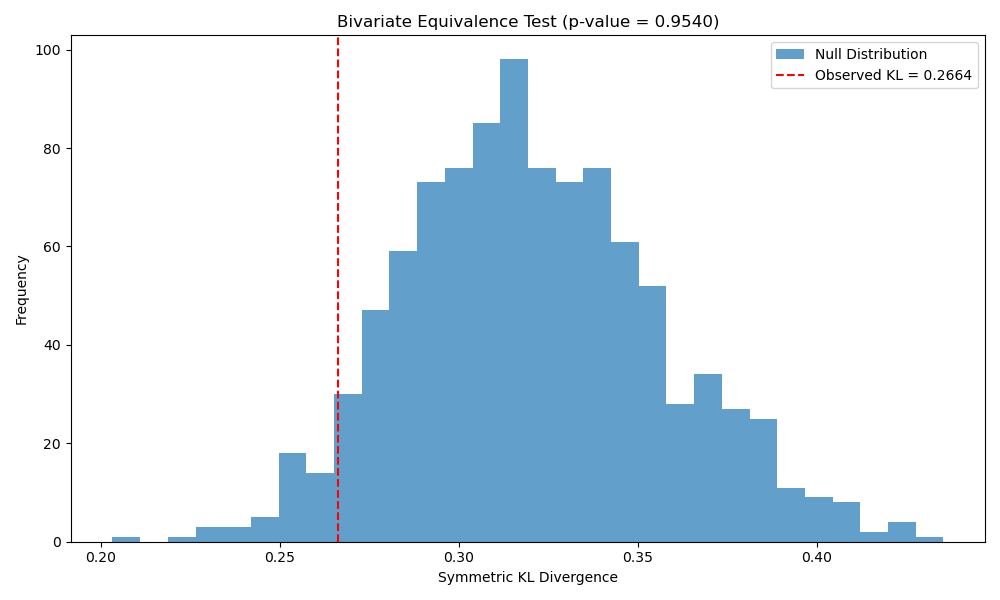 Bivariate Equivalence Test (p-value = 0.9540)
Null Distribution
Observed KL = 0.2664
Frequency
100
80
60
40
20
0
0.20 0.25 0.30 0.35 0.40
Symmetric KL Divergence